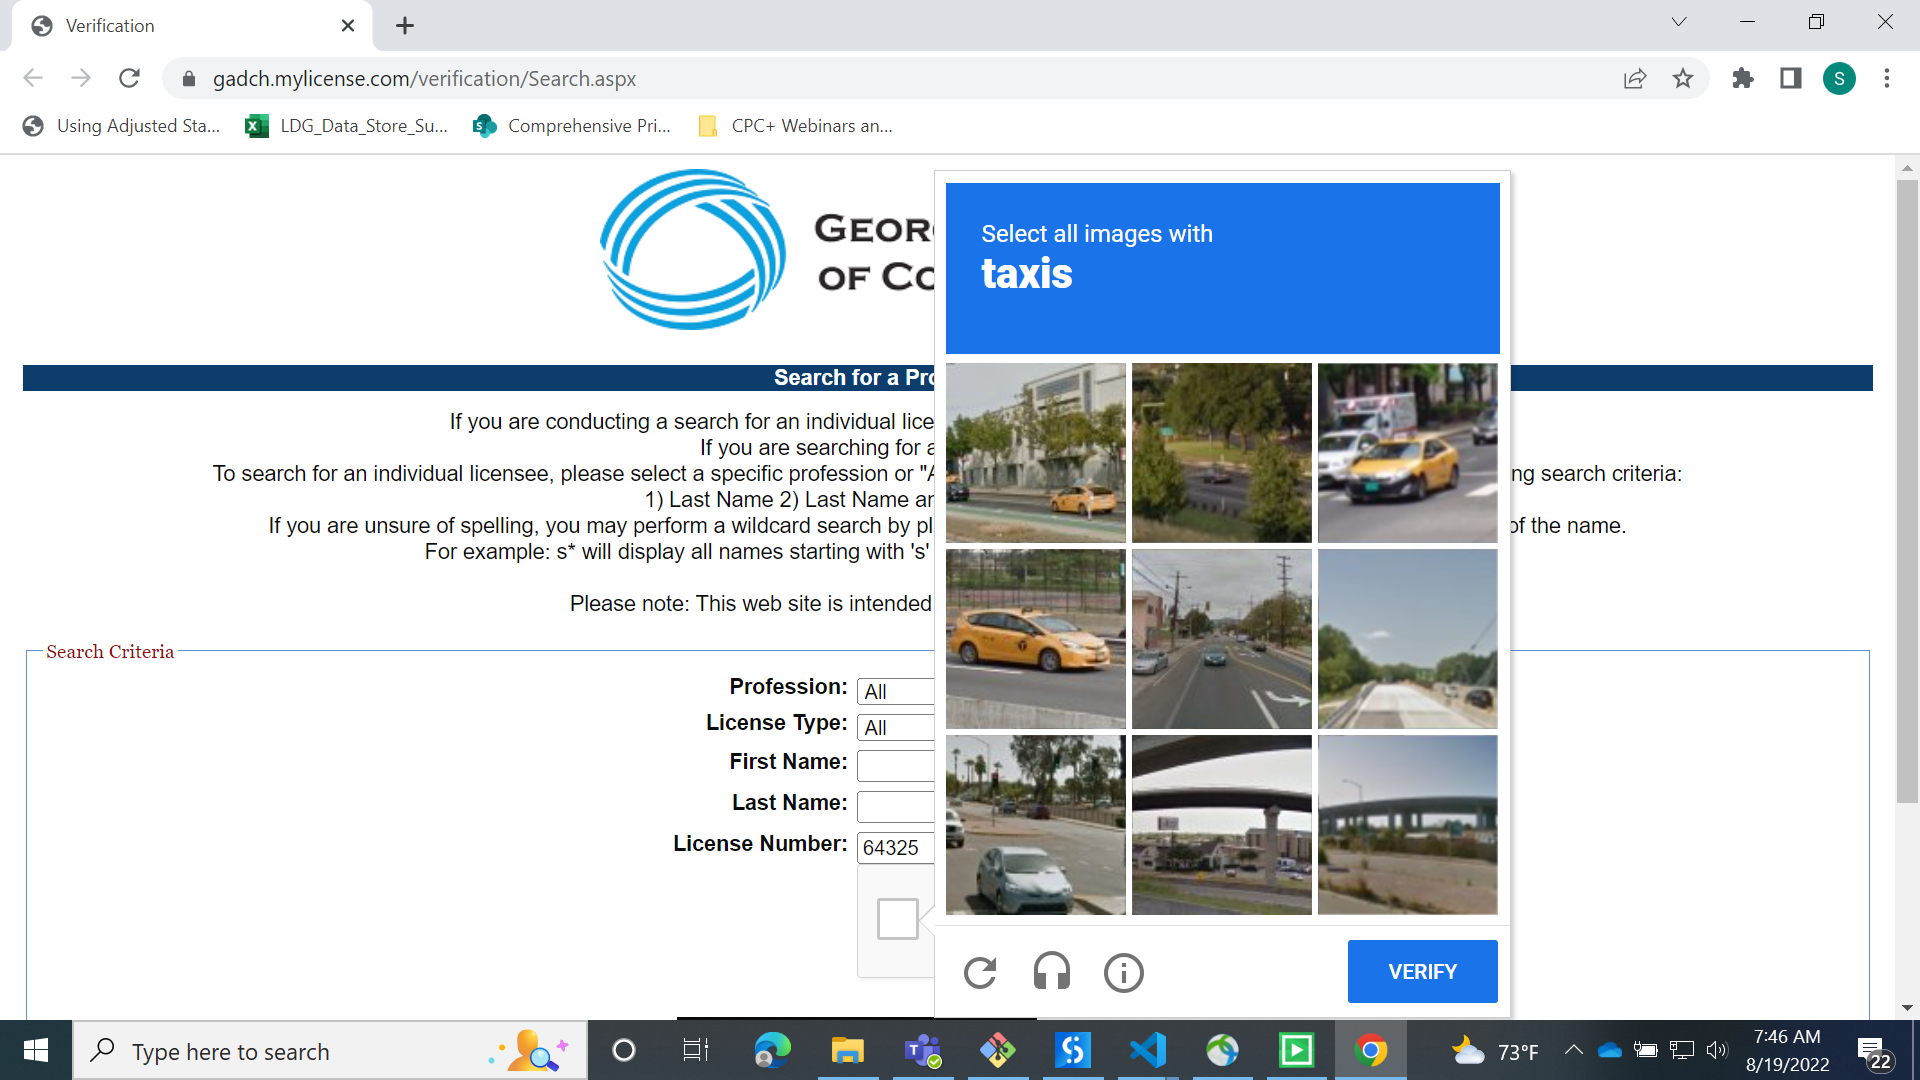 Verification
gadch.mylicense.com/verification/Search.aspx
S
Using Adjusted Sta...
LDG_Data_Store_Su...
Comprehensive Pri...
CPC+ Webinars an...
GEOR
OF CO
Select all images with
taxis
Search for a Pro
If you are conducting a search for an individual lice
If you are searching for a
To search for an individual licensee, please select a specific profession or "A
ng search criteria:
1) Last Name 2) Last Name an
If you are unsure of spelling, you may perform a wildcard search by pl
of the name.
For example: s* will display all names starting with 's'
Please note: This web site is intended
Search Criteria
Profession:
All
License Type:
All
First Name:
Last Name:
License Number:
64325
VERIFY
Type here to search
73°F
7:46 AM
8/19/2022
22